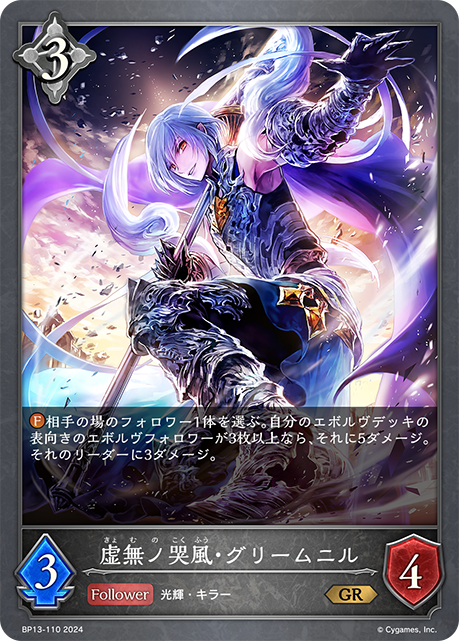 3
Ⓕ相手の場のフォロワー1体を選ぶ。自分のエボルヴデッキの
表向きのエボルヴフォロワーが3枚以上なら、それに5ダメージ。
それのリーダーに3ダメージ。
きょ む の こく ふう
虚無ノ哭風・グリームニル
3
Follower 光輝・キラー GR
4
BP13-110 2024 © Cygames, Inc.